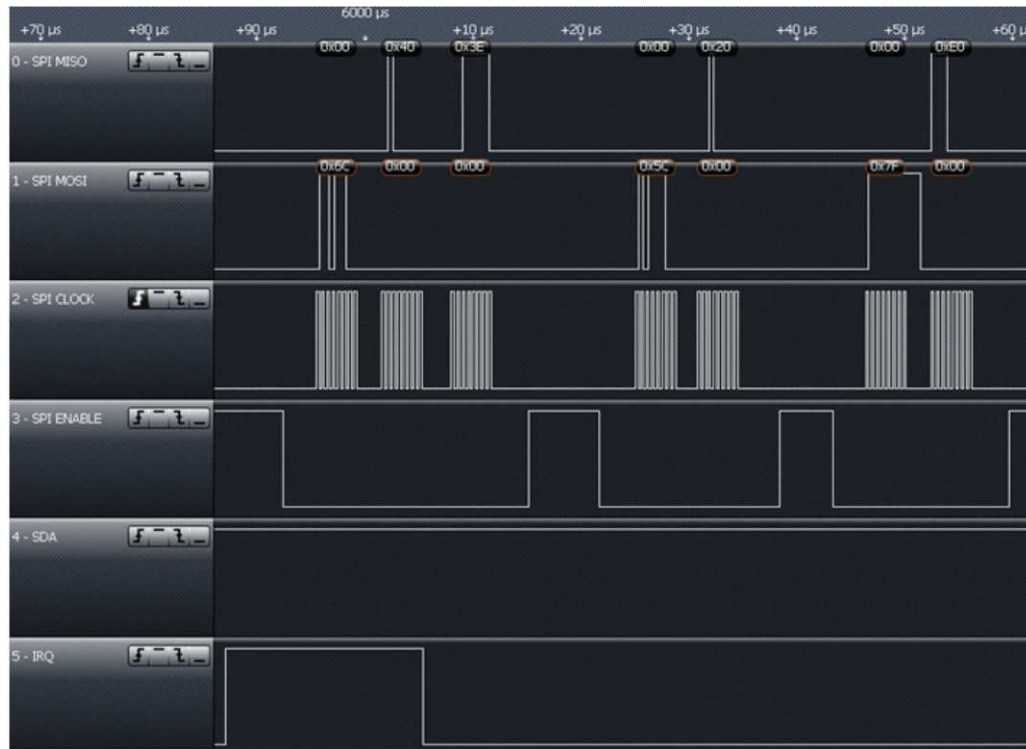 6000 µs
+70 µs +80 µs +90 µs +10 µs +20 µs +30 µs +40 µs +50 µs +60 µ
0x00 0x40 0x3E 0x00 0x20 0x00 0xE0
0 - SPI MISO
0x6C 0x00 0x00 0x5C 0x00 0x7F 0x00
1 - SPI MOSI
2 - SPI CLOCK
3 - SPI ENABLE
4 - SDA
5 - IRQ